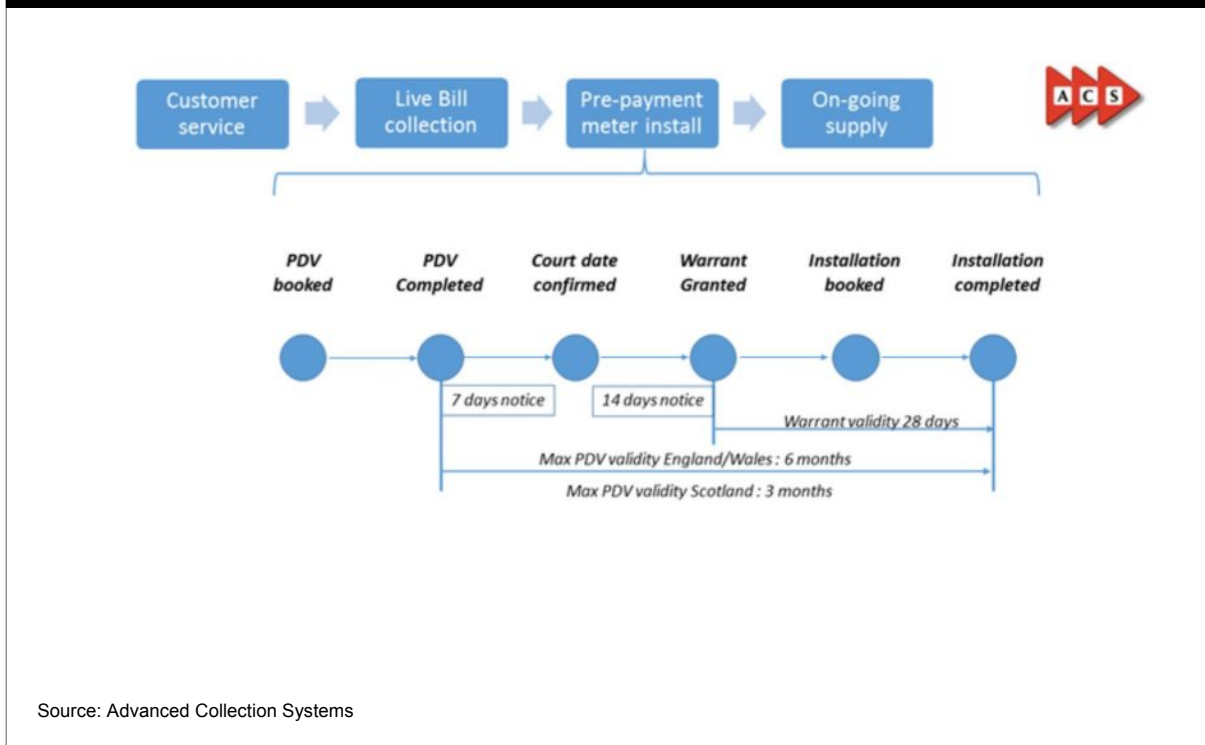 Customer
service
Live Bill
collection
Pre-payment
meter install
On-going
supply
A C S
PDV
booked
PDV
Completed
Court date
confirmed
Warrant
Granted
Installation
booked
Installation
completed
7 days notice
14 days notice
Warrant validity 28 days
Max PDV validity England/Wales : 6 months
Max PDV validity Scotland : 3 months
Source: Advanced Collection Systems